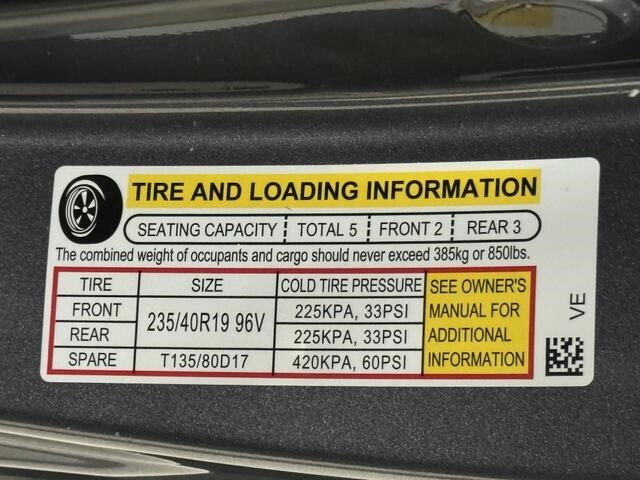 TIRE AND LOADING INFORMATION
SEATING CAPACITY TOTAL 5 FRONT 2 REAR 3
The combined weight of occupants and cargo should never exceed 385kg or 850lbs.
TIRE SIZE COLD TIRE PRESSURE
FRONT 235/40R19 96V 225KPA, 33PSI
REAR 225KPA, 33PSI
SPARE T135/80D17 420KPA, 60PSI
SEE OWNER'S
MANUAL FOR
ADDITIONAL
INFORMATION
VE